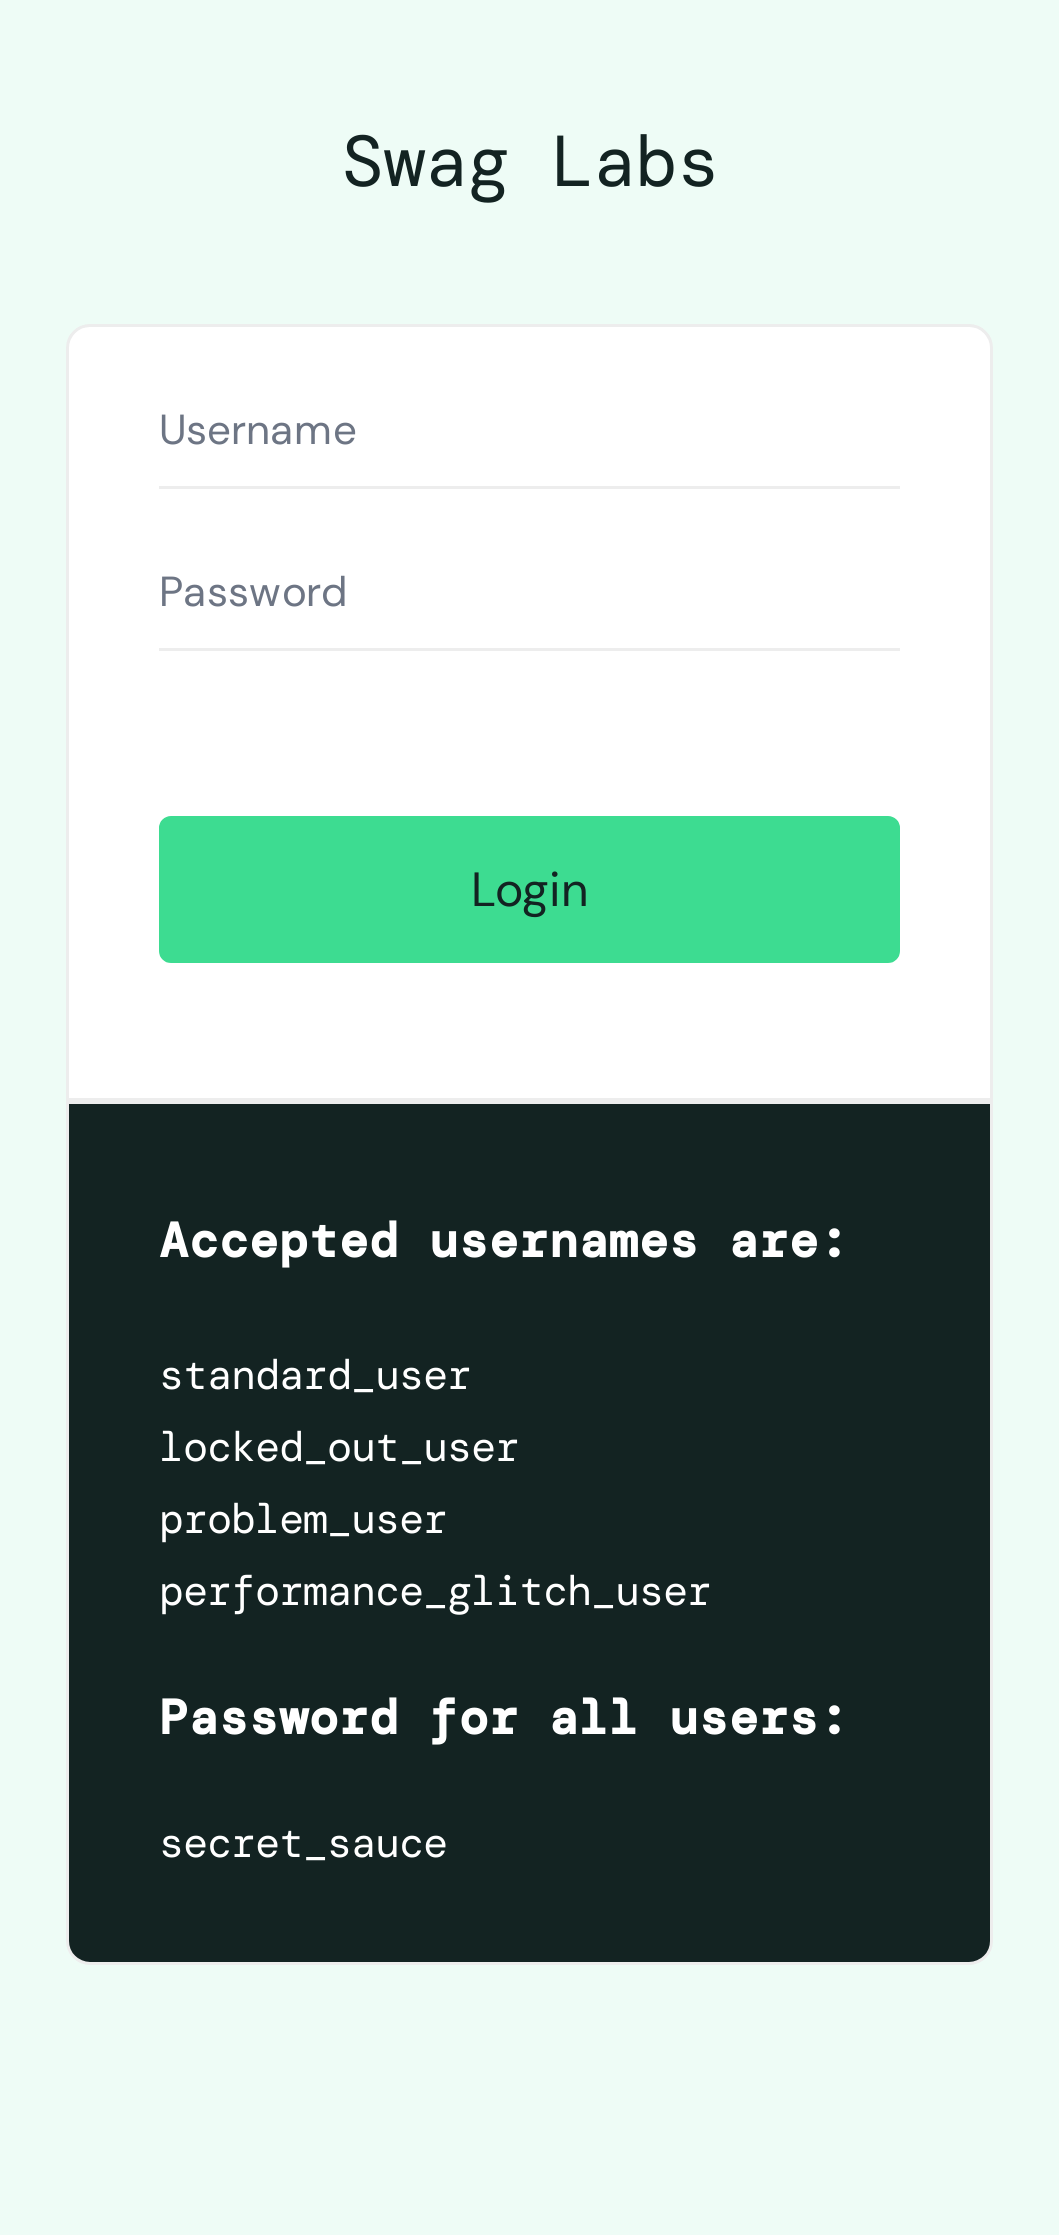 Swag Labs
Username
Password
Login
Accepted usernames are:
standard_user
locked_out_user
problem_user
performance_glitch_user
Password for all users:
secret_sauce